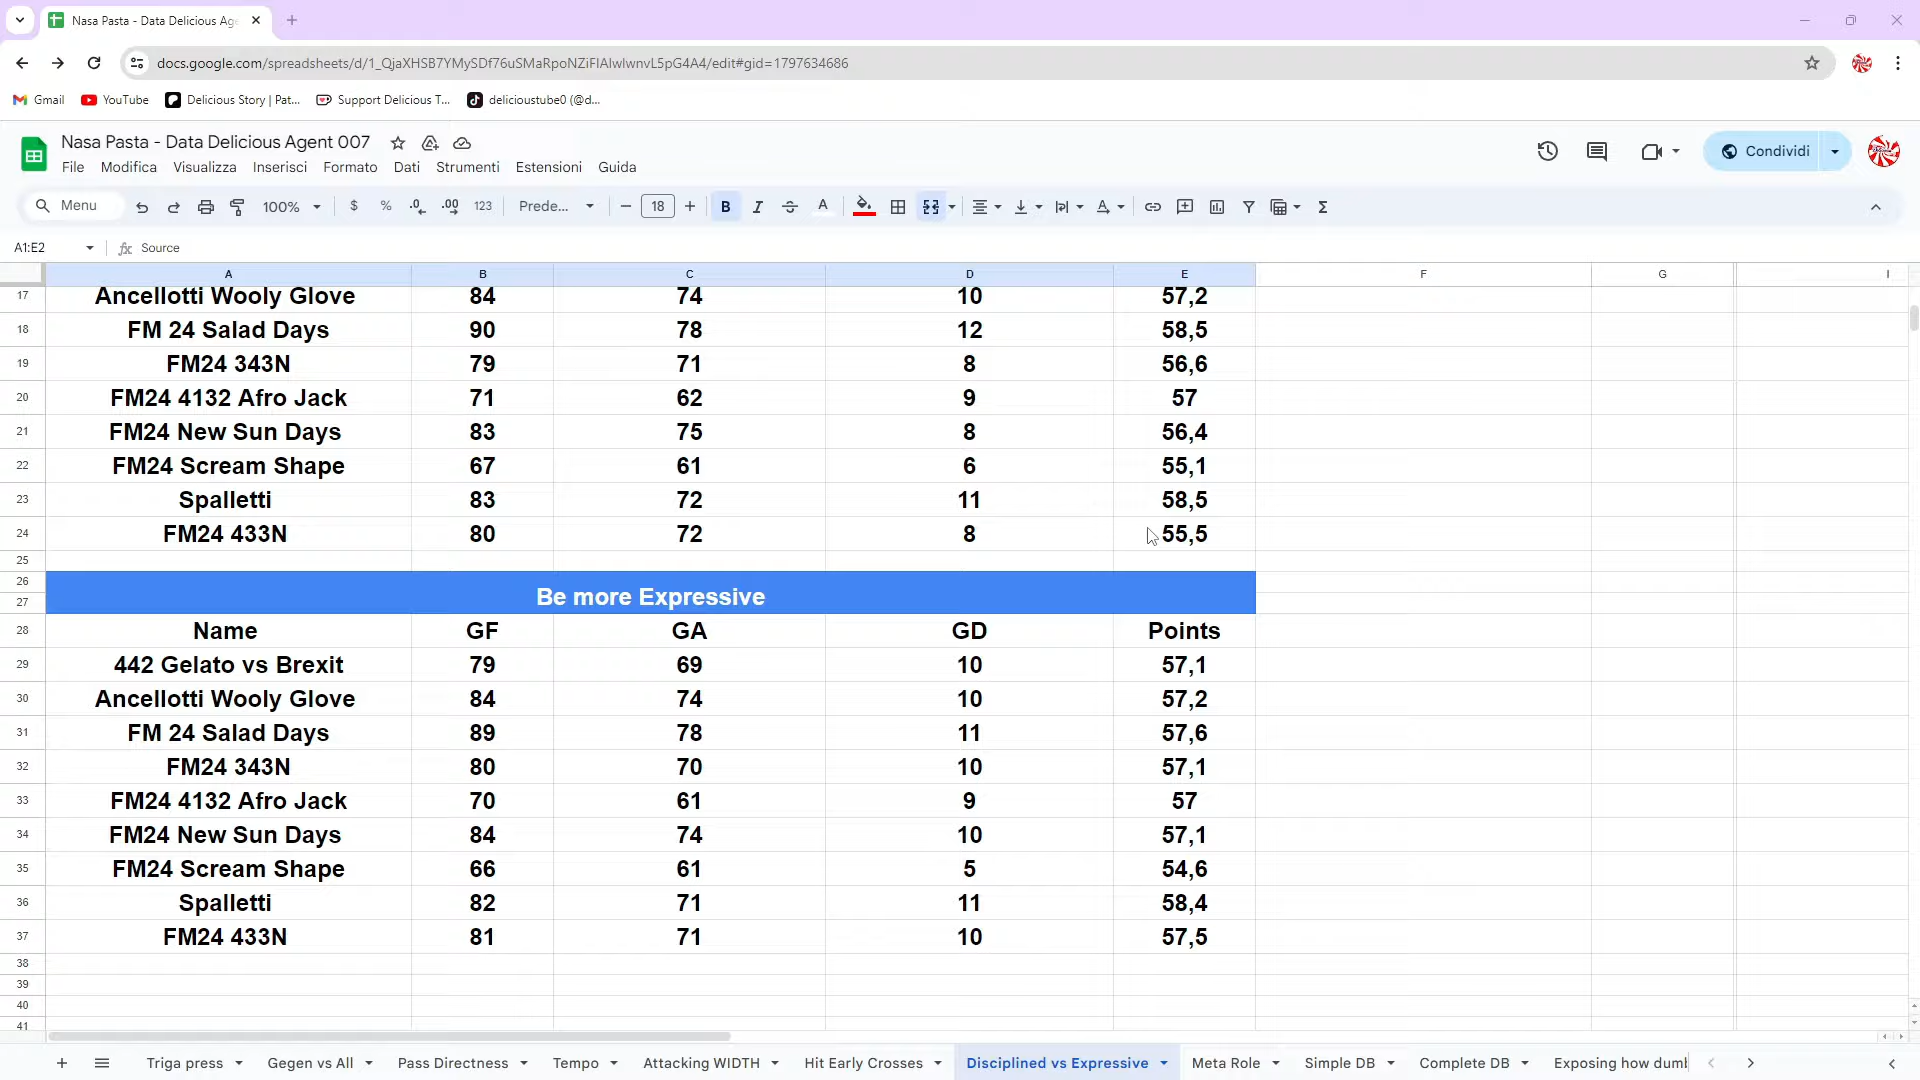 Nasa Pasta - Data Delicious Age
docs.google.com/spreadsheets/d/1_QjaXHSB7YMySDf76uSMaRpoNZiFIAIwIwnvL5pG4A4/edit#gid=1797634686
Gmail YouTube Delicious Story | Pat... Support Delicious T... delicioustube0 (@d...
Nasa Pasta - Data Delicious Agent 007
File Modifica Visualizza Inserisci Formato Dati Strumenti Estensioni Guida
Condividi
Menu 100% $ % .0 .00 123 Prede... 18 B I A
A1:E2 fx Source
A B C D E F G I
17 Ancellotti Wooly Glove 84 74 10 57,2
18 FM 24 Salad Days 90 78 12 58,5
19 FM24 343N 79 71 8 56,6
20 FM24 4132 Afro Jack 71 62 9 57
21 FM24 New Sun Days 83 75 8 56,4
22 FM24 Scream Shape 67 61 6 55,1
23 Spalletti 83 72 11 58,5
24 FM24 433N 80 72 8 55,5
25
26
Be more Expressive
27
28 Name GF GA GD Points
29 442 Gelato vs Brexit 79 69 10 57,1
30 Ancellotti Wooly Glove 84 74 10 57,2
31 FM 24 Salad Days 89 78 11 57,6
32 FM24 343N 80 70 10 57,1
33 FM24 4132 Afro Jack 70 61 9 57
34 FM24 New Sun Days 84 74 10 57,1
35 FM24 Scream Shape 66 61 5 54,6
36 Spalletti 82 71 11 58,4
37 FM24 433N 81 71 10 57,5
38
39
40
41
Triga press Gegen vs All Pass Directness Tempo Attacking WIDTH Hit Early Crosses Disciplined vs Expressive Meta Role Simple DB Complete DB Exposing how dumb